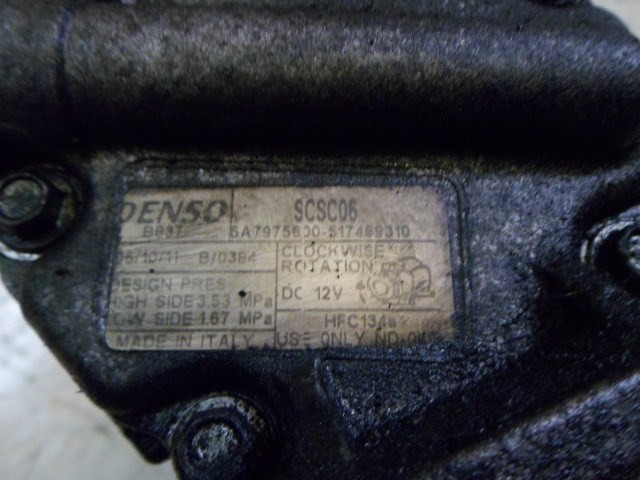 DENSO SCSC06
B897 5A7975600-517489310
06/10/11 B/0384 CLOCKWISE
ROTATION
DESIGN PRES
HIGH SIDE 3.53 MPa DC 12V
LOW SIDE 1.67 MPa HFC134a
MADE IN ITALY USE ONLY ND-OIL